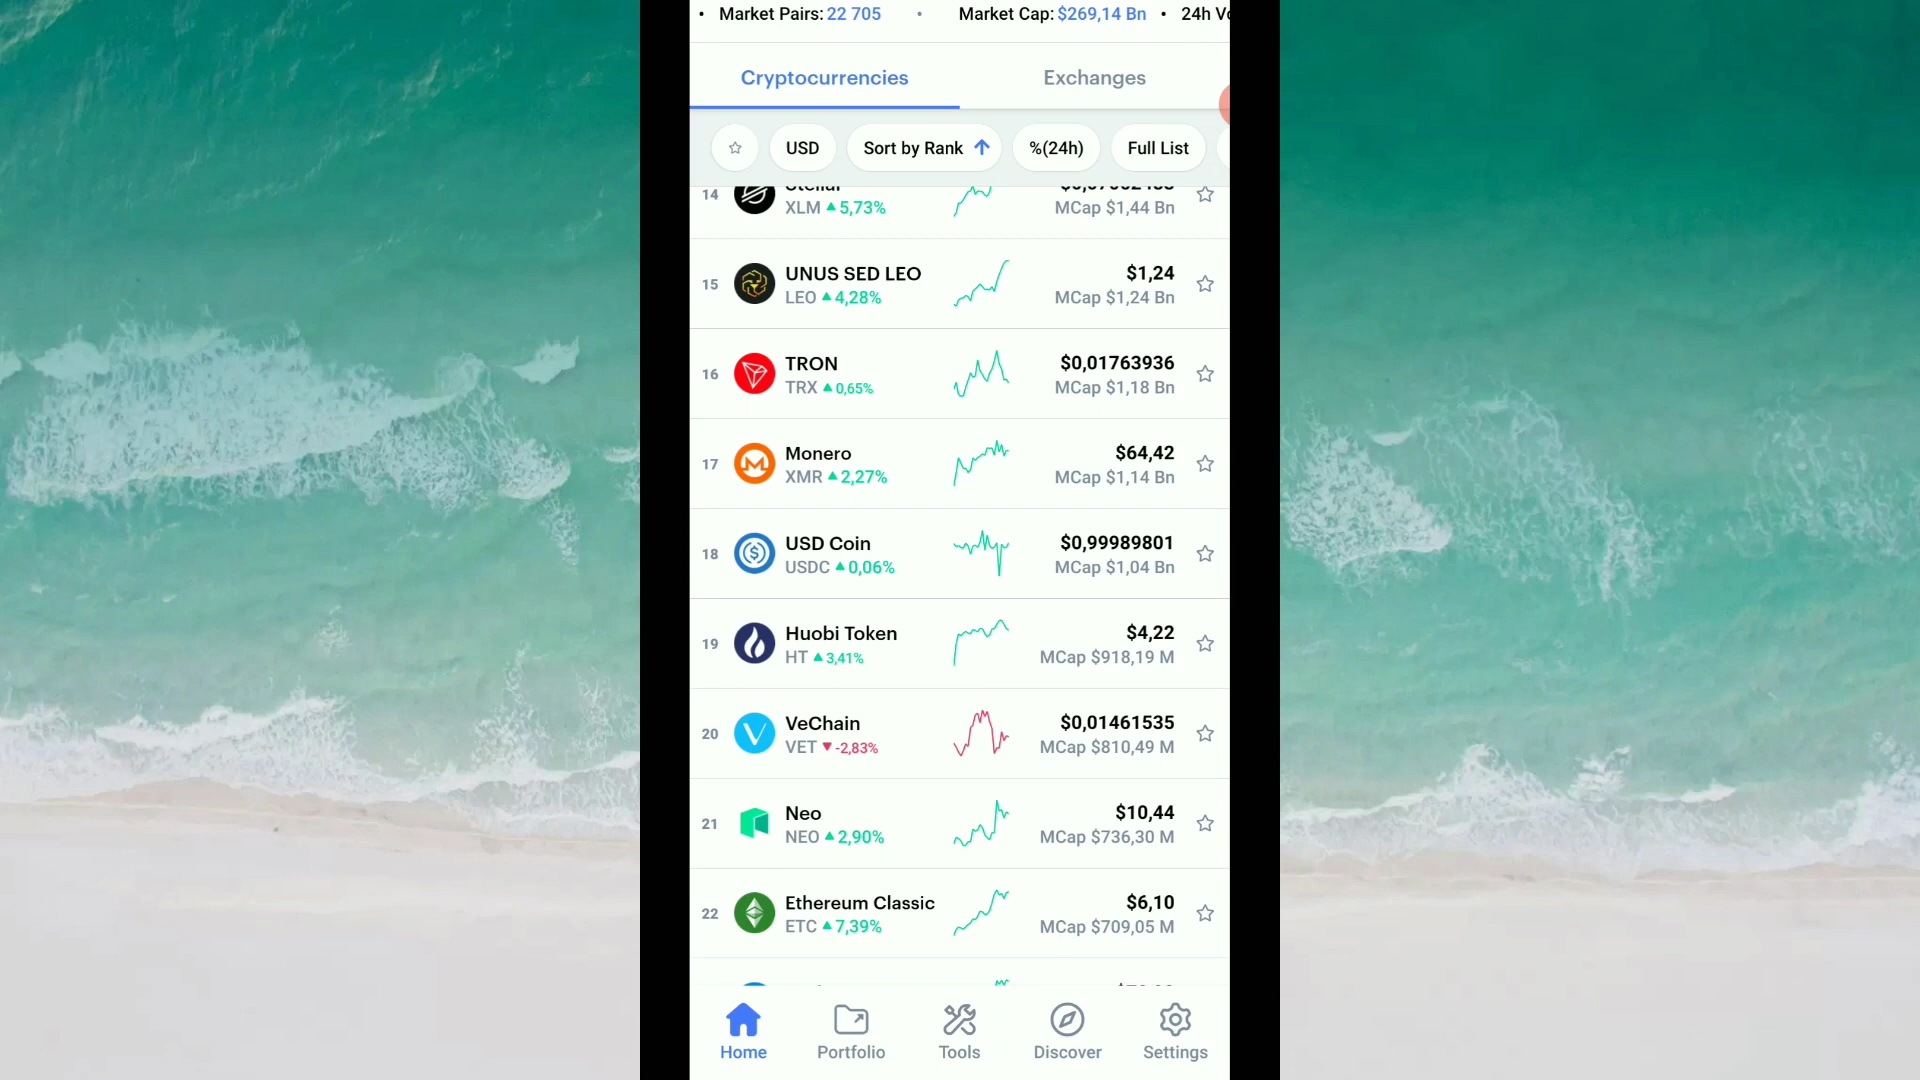 • Market Pairs: 22 705 • Market Cap: $269,14 Bn • 24h
Cryptocurrencies Exchanges
USD Sort by Rank %(24h) Full List
14 Stellar
XLM 5,73% MCap $1,44 Bn
UNUS SED LEO $1,24
15 LEO 4,28% MCap $1,24 Bn
TRON $0,01763936
16 TRX 0,65% MCap $1,18 Bn
Monero $64,42
17 XMR 2,27% MCap $1,14 Bn
USD Coin $0,99989801
18 USDC 0,06% MCap $1,04 Bn
Huobi Token $4,22
19 HT 3,41% MCap $918,19 M
VeChain $0,01461535
20 VET -2,83% MCap $810,49 M
Neo $10,44
21 NEO 2,90% MCap $736,30 M
Ethereum Classic $6,10
22 ETC 7,39% MCap $709,05 M
Home Portfolio Tools Discover Settings